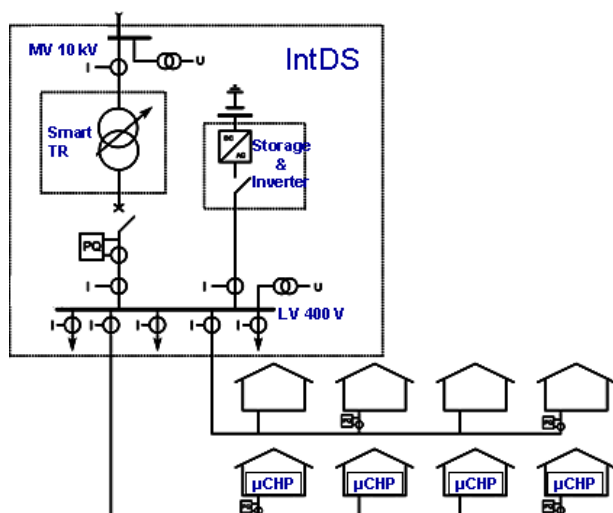 MV 10 kV
I
U
IntDS
Smart
TR
DC
AC
Storage
&
Inverter
PQ
I
I
U
LV 400 V
I
I
I
I
I
µCHP
µCHP
µCHP
µCHP